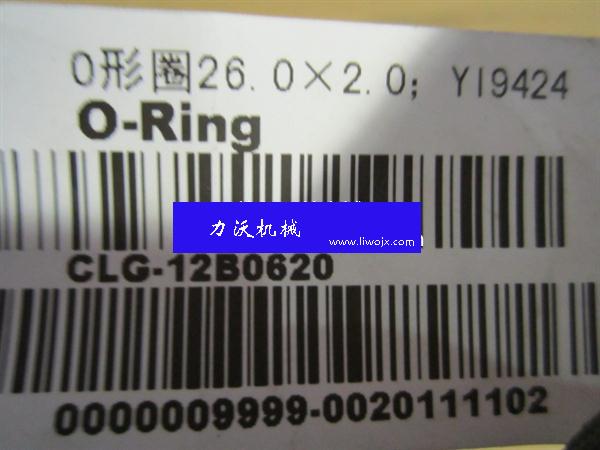 O形圈26.0×2.0; YI9424
O-Ring
力沃机械
www.liwojx.com
CLG-12B0620
0000009999-0020111102